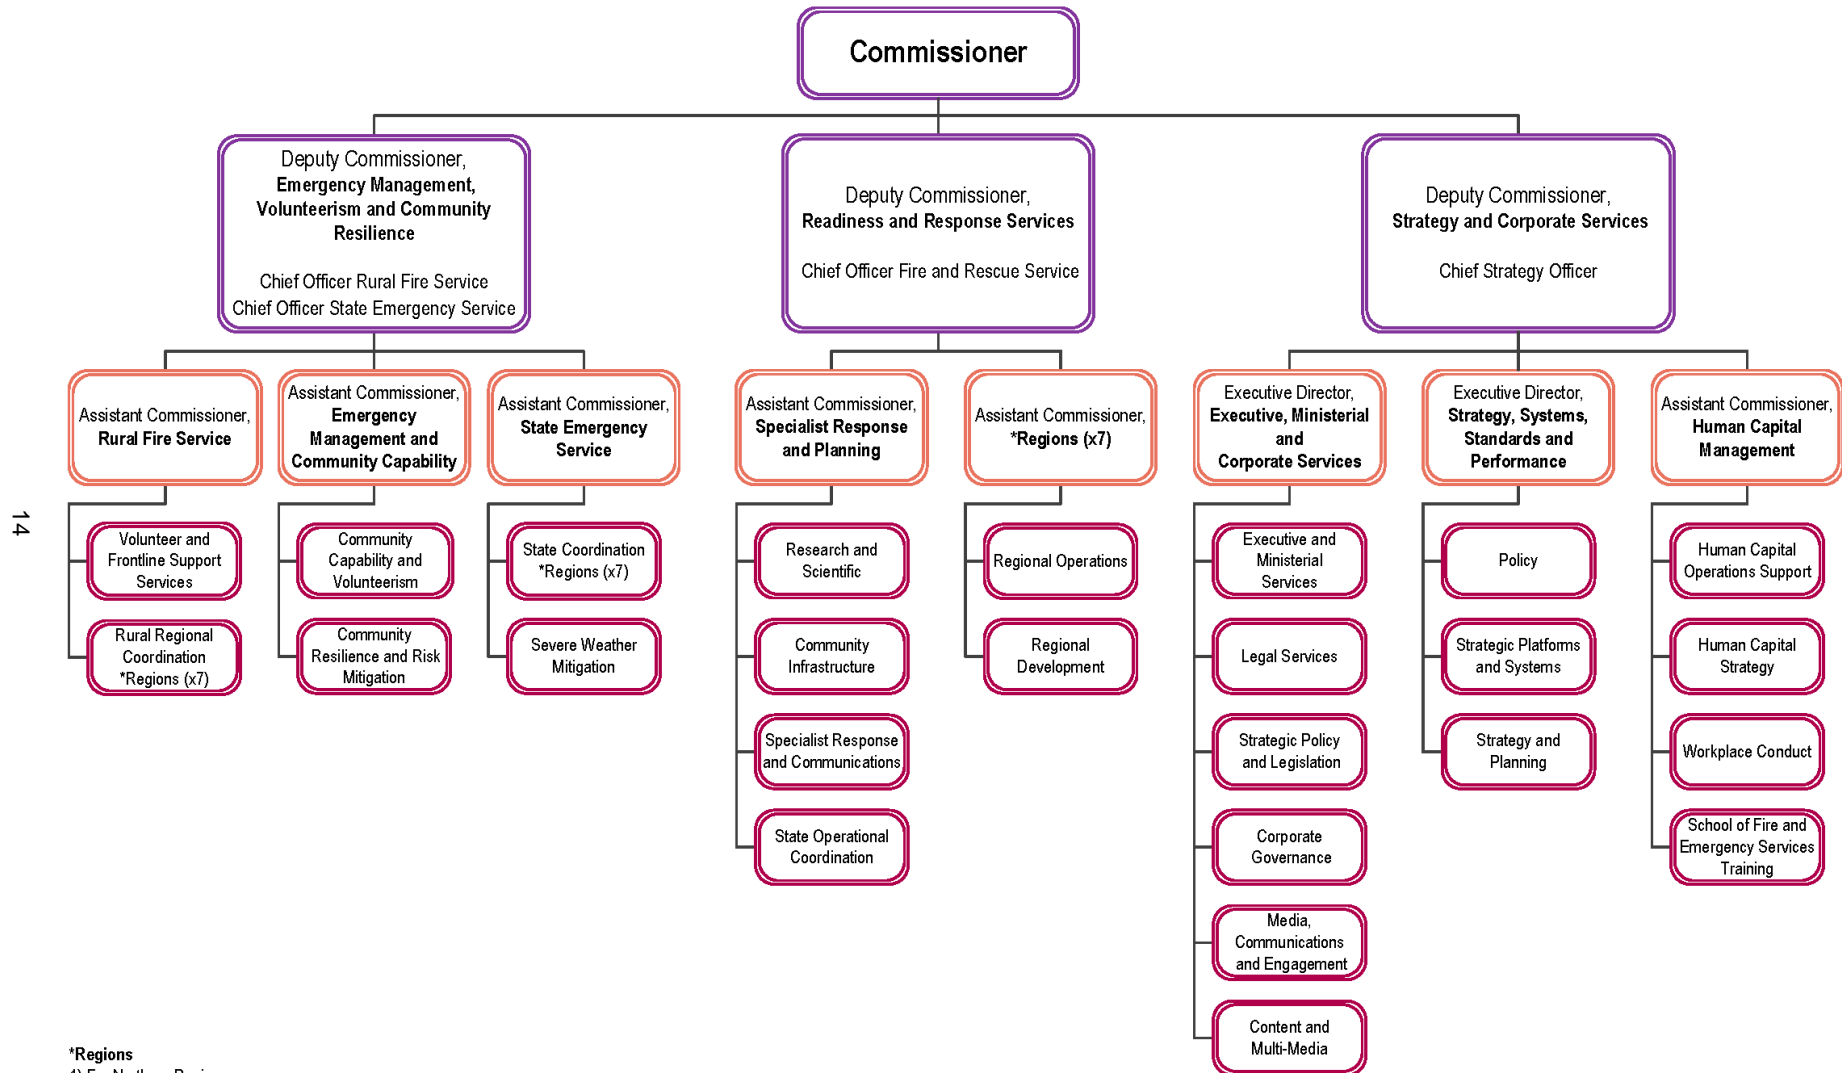 Commissioner
Deputy Commissioner,
Emergency Management,
Volunteerism and Community
Resilience
Chief Officer Rural Fire Service
Chief Officer State Emergency Service
Deputy Commissioner,
Readiness and Response Services
Chief Officer Fire and Rescue Service
Deputy Commissioner,
Strategy and Corporate Services
Chief Strategy Officer
Assistant Commissioner,
Rural Fire Service
Assistant Commissioner,
Emergency
Management and
Community Capability
Assistant Commissioner,
State Emergency
Service
Assistant Commissioner,
Specialist Response
and Planning
Assistant Commissioner,
*Regions (x7)
Executive Director,
Executive, Ministerial
and
Corporate Services
Executive Director,
Strategy, Systems,
Standards and
Performance
Assistant Commissioner,
Human Capital
Management
Volunteer and
Frontline Support
Services
Rural Regional
Coordination
*Regions (x7)
Community
Capability and
Volunteerism
Community
Resilience and Risk
Mitigation
State Coordination
*Regions (x7)
Severe Weather
Mitigation
Research and
Scientific
Community
Infrastructure
Specialist Response
and Communications
State Operational
Coordination
Regional Operations
Regional
Development
Executive and
Ministerial
Services
Legal Services
Strategic Policy
and Legislation
Corporate
Governance
Media,
Communications
and Engagement
Content and
Multi-Media
Policy
Strategic Platforms
and Systems
Strategy and
Planning
Human Capital
Operations Support
Human Capital
Strategy
Workplace Conduct
School of Fire and
Emergency Services
Training
14
*Regions